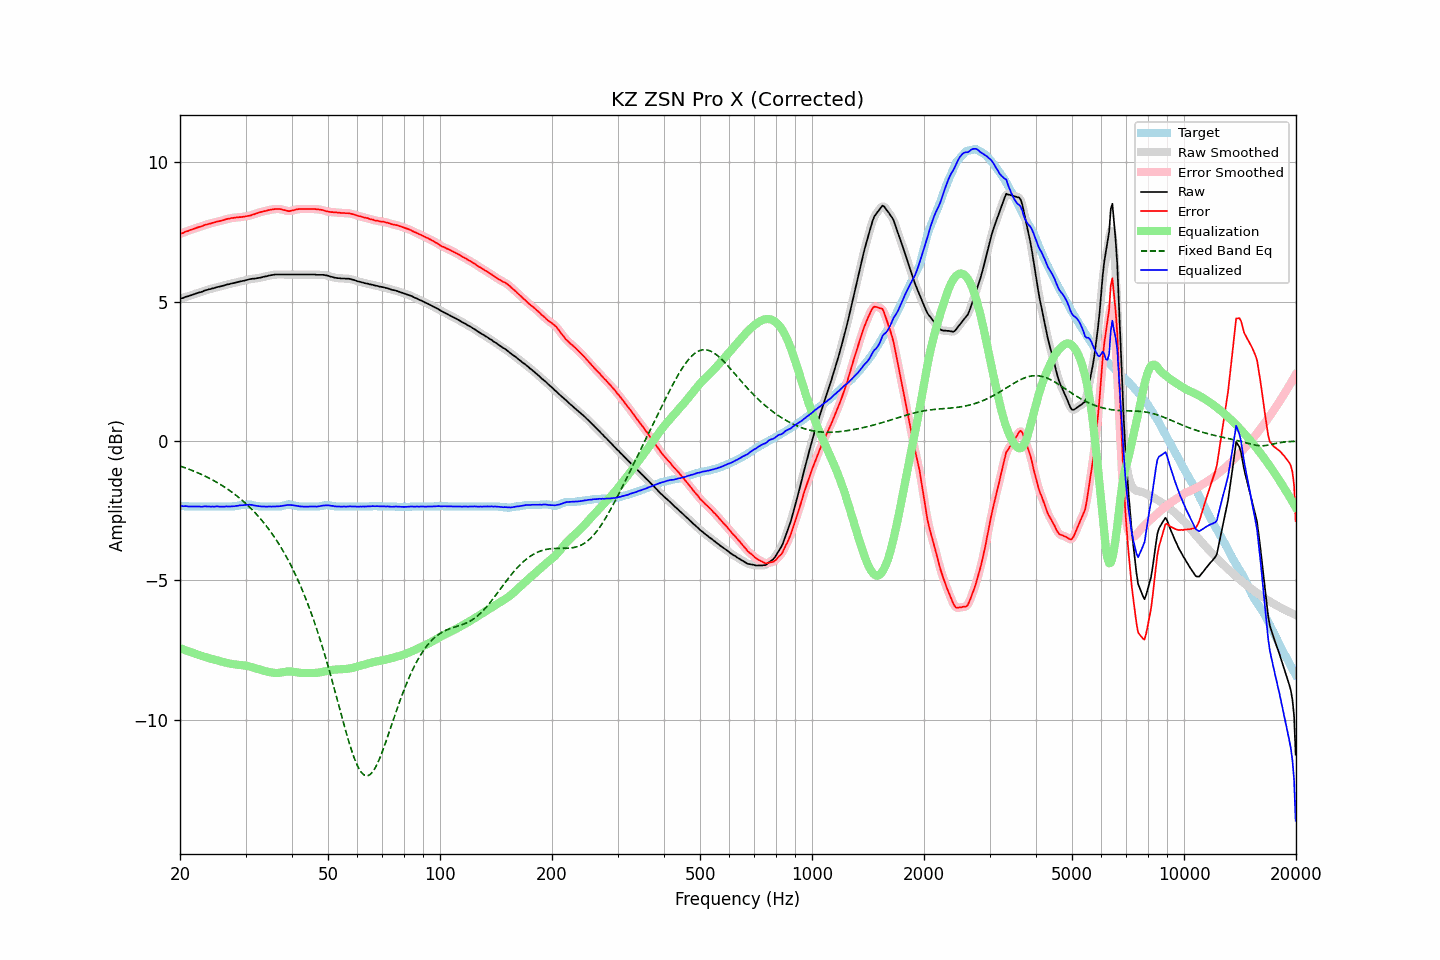 KZ ZSN Pro X (Corrected)
Target
Raw Smoothed
Error Smoothed
Raw
Error
Equalization
Fixed Band Eq
Equalized
Amplitude (dBr)
10
5
0
−5
−10
20 50 100 200 500 1000 2000 5000 10000 20000
Frequency (Hz)